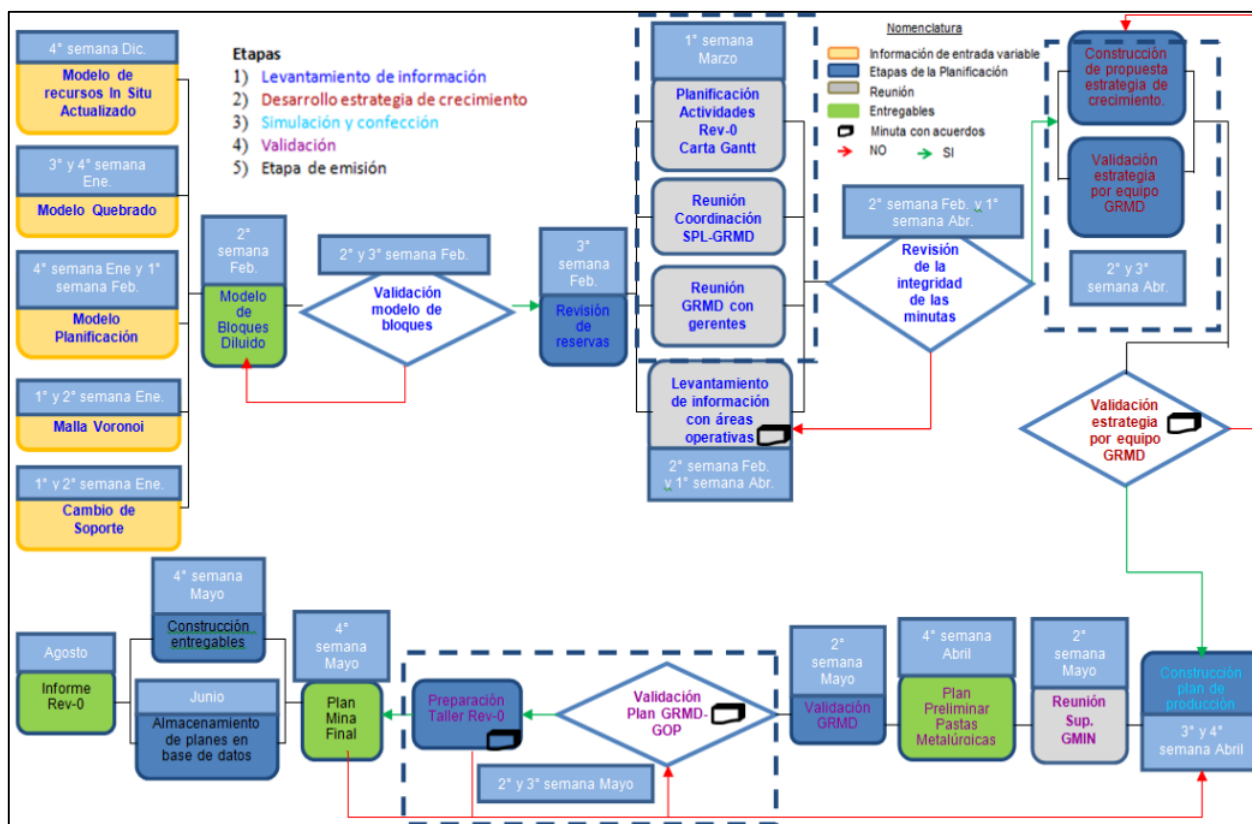 4° semana Dic.
Modelo de
recursos In Situ
Actualizado
3° y 4° semana
Ene.
Modelo Quebrado
4° semana Ene y 1°
semana Feb.
Modelo
Planificación
1° y 2° semana Ene.
Malla Voronoi
1° y 2° semana Ene.
Cambio de
Soporte
Etapas
1) Levantamiento de información
2) Desarrollo estrategia de crecimiento
3) Simulación y confección
4) Validación
5) Etapa de emisión
2°
semana
Feb.
Modelo
de
Bloques
Diluido
2° y 3° semana Feb.
Validación
modelo de
bloques
3°
semana
Feb.
Revisión
de
reservas
1° semana
Marzo
Planificación
Actividades
Rev-0
Carta Gantt
Reunión
Coordinación
SPL-GRMD
Reunión
GRMD con
gerentes
Levantamiento
de información
con áreas
operativas
2° semana Feb.
y 1° semana Abr.
Nomenclatura
Información de entrada variable
Etapas de la Planificación
Reunión
Entregables
Minuta con acuerdos
NO
SI
2° semana Feb. y 1°
semana Abr.
Revisión
de la
integridad
de las
minutas
Construcción
de propuesta
estrategia de
crecimiento.
Validación
estrategia
por equipo
GRMD
2° y 3°
semana Abr.
Validación
estrategia
por equipo
GRMD
Agosto
Informe
Rev-0
4° semana
Mayo
Construcción
entregables
Junio
Almacenamiento
de planes en
base de datos
4°
semana
Mayo
Plan
Mina
Final
Preparación
Taller Rev-0
Validación
Plan GRMD-
GOP
2° y 3° semana Mayo
2°
semana
Mayo
Validación
GRMD
4° semana
Abril
Plan
Preliminar
Pastas
Metalúrgicas
2°
semana
Mayo
Reunión
Sup.
GMIN
Construcción
plan de
producción
3° y 4°
semana Abril